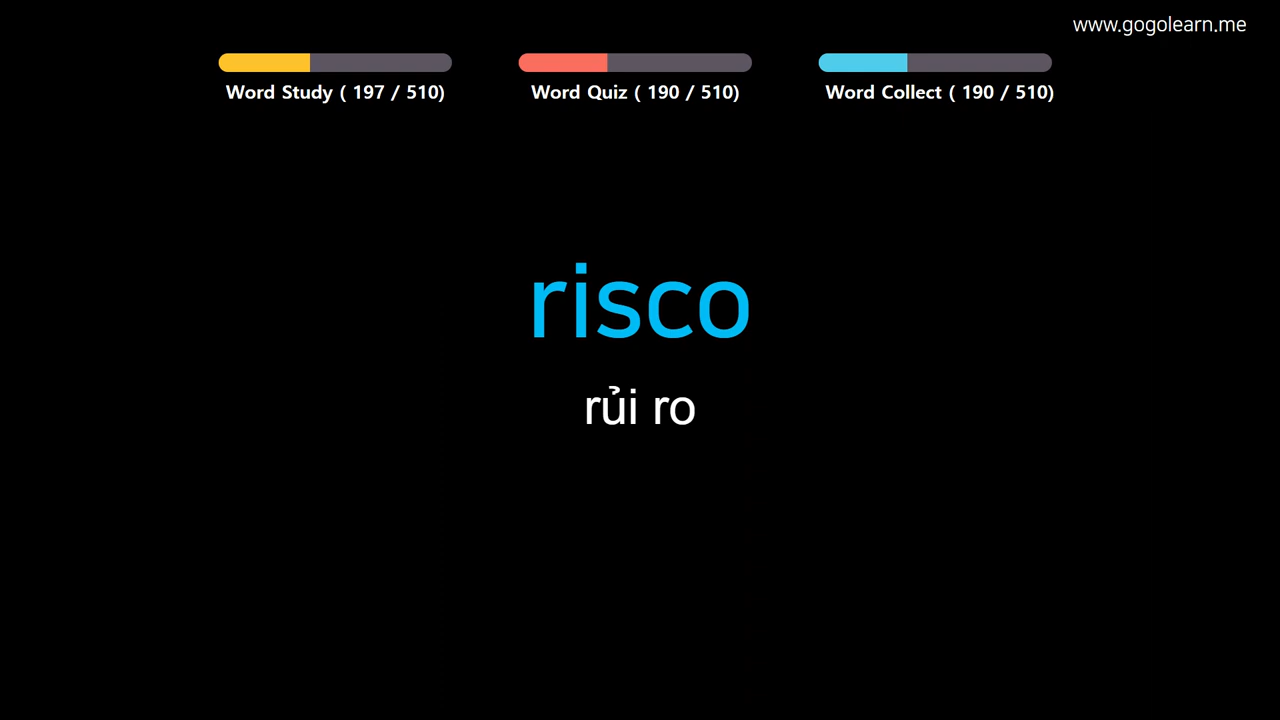 www.gogolearn.me
Word Study ( 197 / 510)
Word Quiz ( 190 / 510)
Word Collect ( 190 / 510)
risco
rủi ro